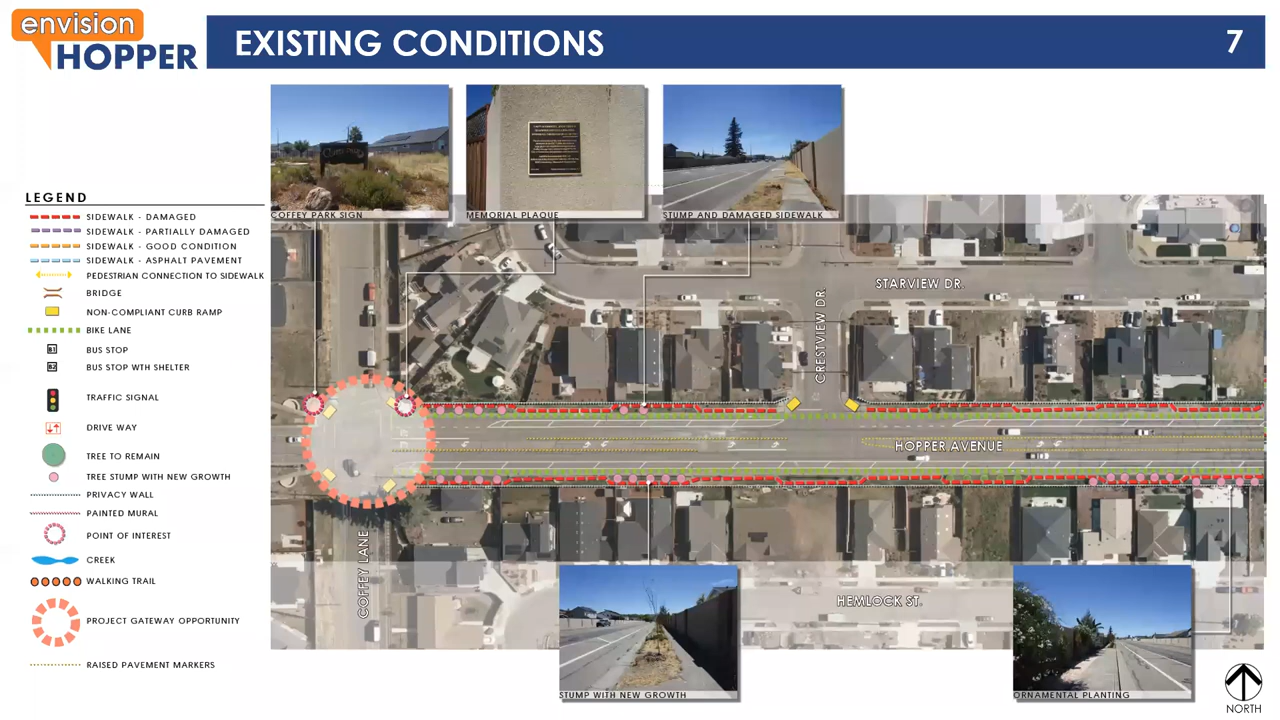 envision
HOPPER
EXISTING CONDITIONS
7
COFFEY PARK SIGN
MEMORIAL PLAQUE
STUMP AND DAMAGED SIDEWALK
LEGEND
SIDEWALK - DAMAGED
SIDEWALK - PARTIALLY DAMAGED
SIDEWALK - GOOD CONDITION
SIDEWALK - ASPHALT PAVEMENT
PEDESTRIAN CONNECTION TO SIDEWALK
BRIDGE
NON-COMPLIANT CURB RAMP
BIKE LANE
BUS STOP
BUS STOP WTH SHELTER
TRAFFIC SIGNAL
DRIVE WAY
TREE TO REMAIN
TREE STUMP WITH NEW GROWTH
PRIVACY WALL
PAINTED MURAL
POINT OF INTEREST
CREEK
WALKING TRAIL
PROJECT GATEWAY OPPORTUNITY
RAISED PAVEMENT MARKERS
STARVIEW DR.
CRESTVIEW DR.
HOPPER AVENUE
COFFEY LANE
HEMLOCK ST.
STUMP WITH NEW GROWTH
ORNAMENTAL PLANTING
NORTH